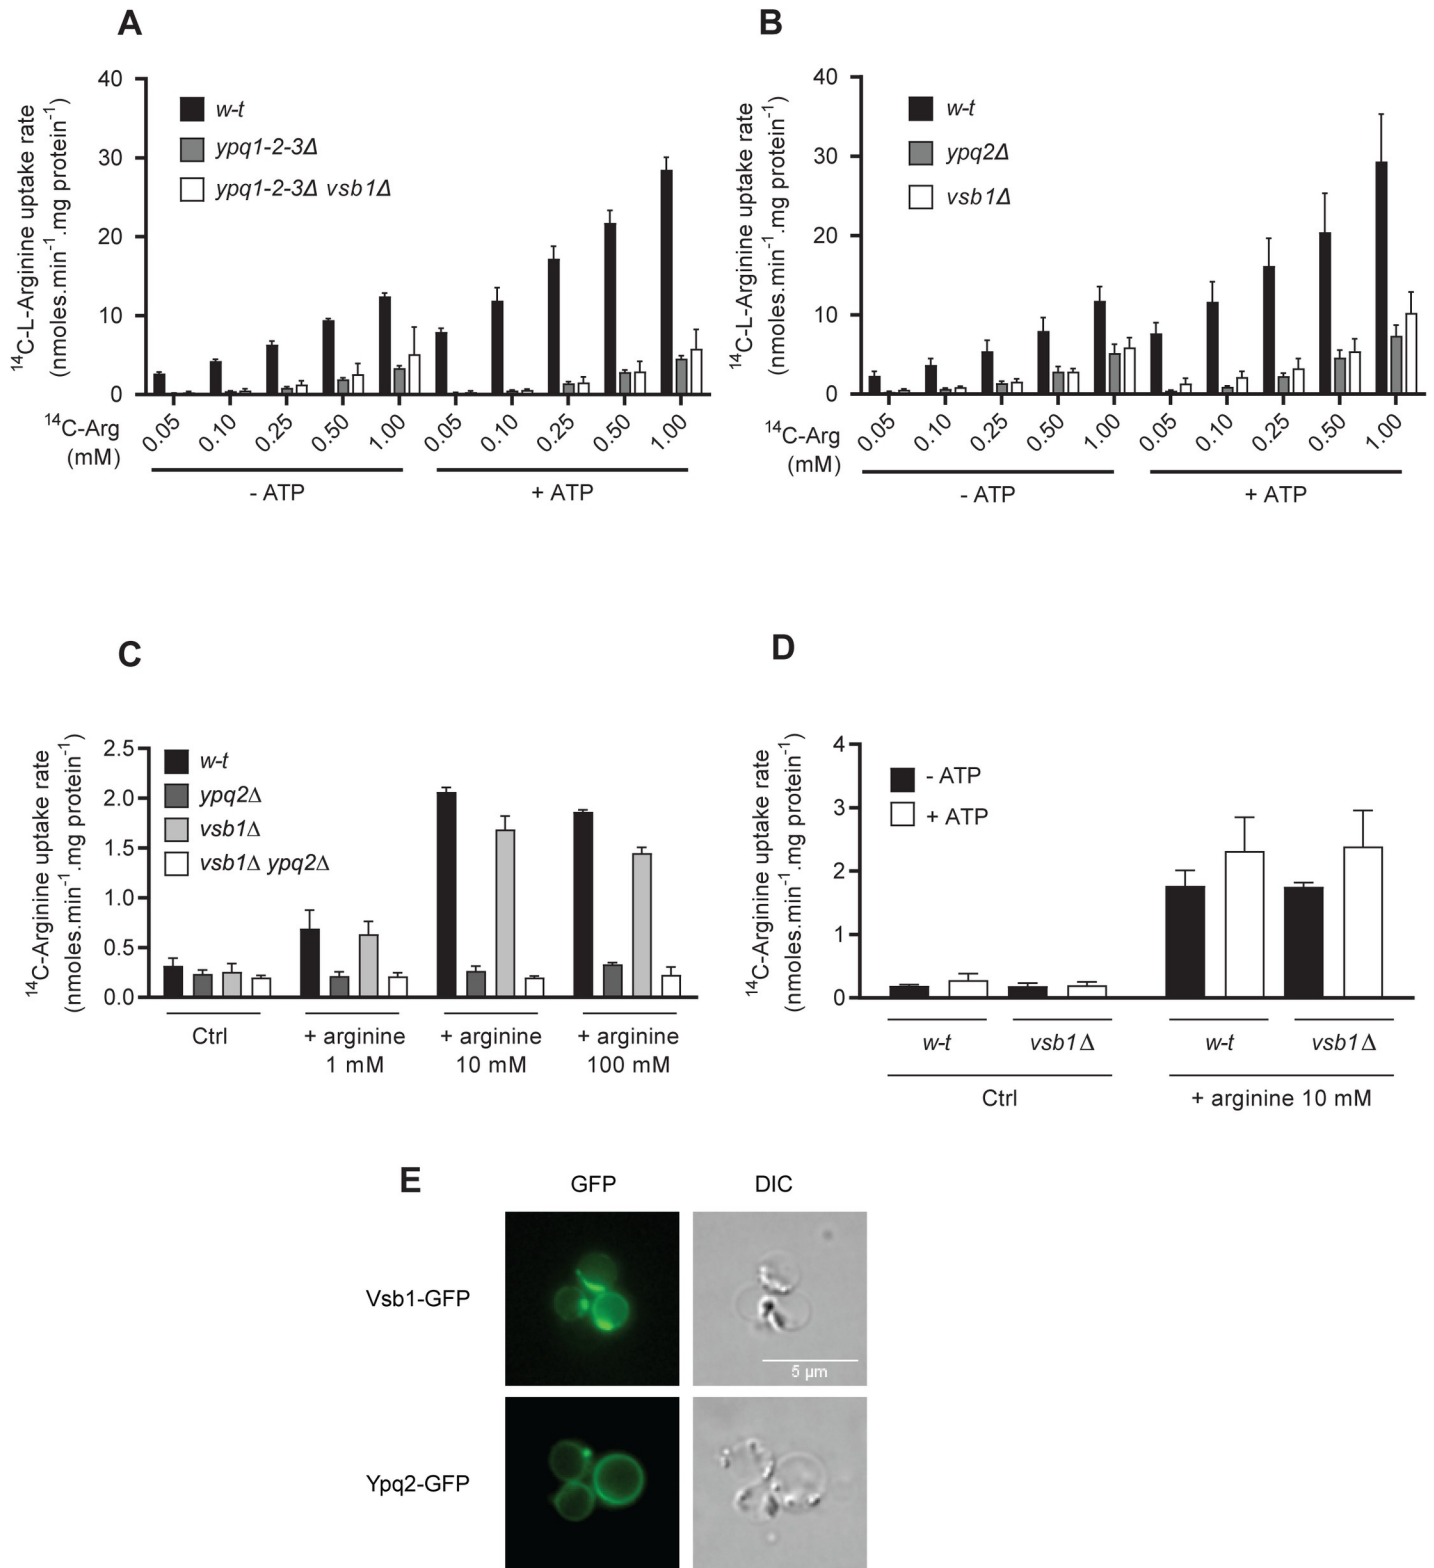 A
¹⁴C-L-Arginine uptake rate
(nmoles.min⁻¹.mg protein⁻¹)
40
30
20
10
0
w-t
ypq1-2-3Δ
ypq1-2-3Δ vsb1Δ
¹⁴C-Arg
(mM)
0.05 0.10 0.25 0.50 1.00 0.05 0.10 0.25 0.50 1.00
- ATP + ATP
B
¹⁴C-L-Arginine uptake rate
(nmoles.min⁻¹.mg protein⁻¹)
40
30
20
10
0
w-t
ypq2Δ
vsb1Δ
¹⁴C-Arg
(mM)
0.05 0.10 0.25 0.50 1.00 0.05 0.10 0.25 0.50 1.00
- ATP + ATP
C
¹⁴C-Arginine uptake rate
(nmoles.min⁻¹.mg protein⁻¹)
2.5
2.0
1.5
1.0
0.5
0.0
w-t
ypq2Δ
vsb1Δ
vsb1Δ ypq2Δ
Ctrl + arginine + arginine + arginine
1 mM 10 mM 100 mM
D
¹⁴C-Arginine uptake rate
(nmoles.min⁻¹.mg protein⁻¹)
4
3
2
1
0
- ATP
+ ATP
w-t vsb1Δ w-t vsb1Δ
Ctrl + arginine 10 mM
E
GFP DIC
Vsb1-GFP
5 µm
Ypq2-GFP